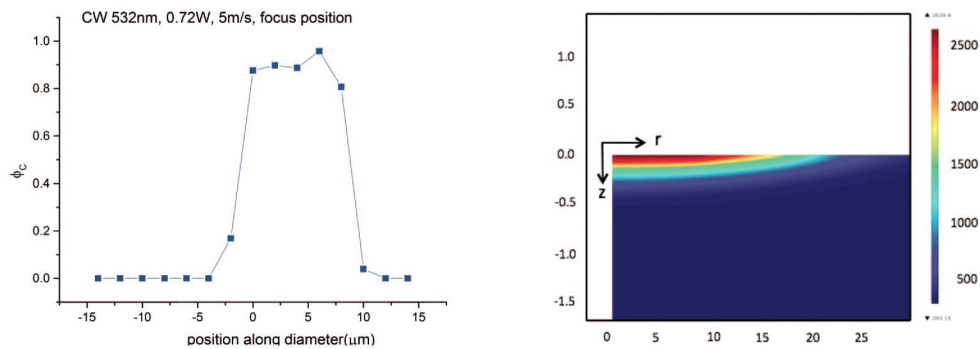 CW 532nm, 0.72W, 5m/s, focus position
1.0
0.8
0.6
0.4
0.2
0.0
ϕC
-15 -10 -5 0 5 10 15
position along diameter(μm)
1.0
0.5
0.0
-0.5
-1.0
-1.5
r
z
0 5 10 15 20 25
2500
2000
1500
1000
500